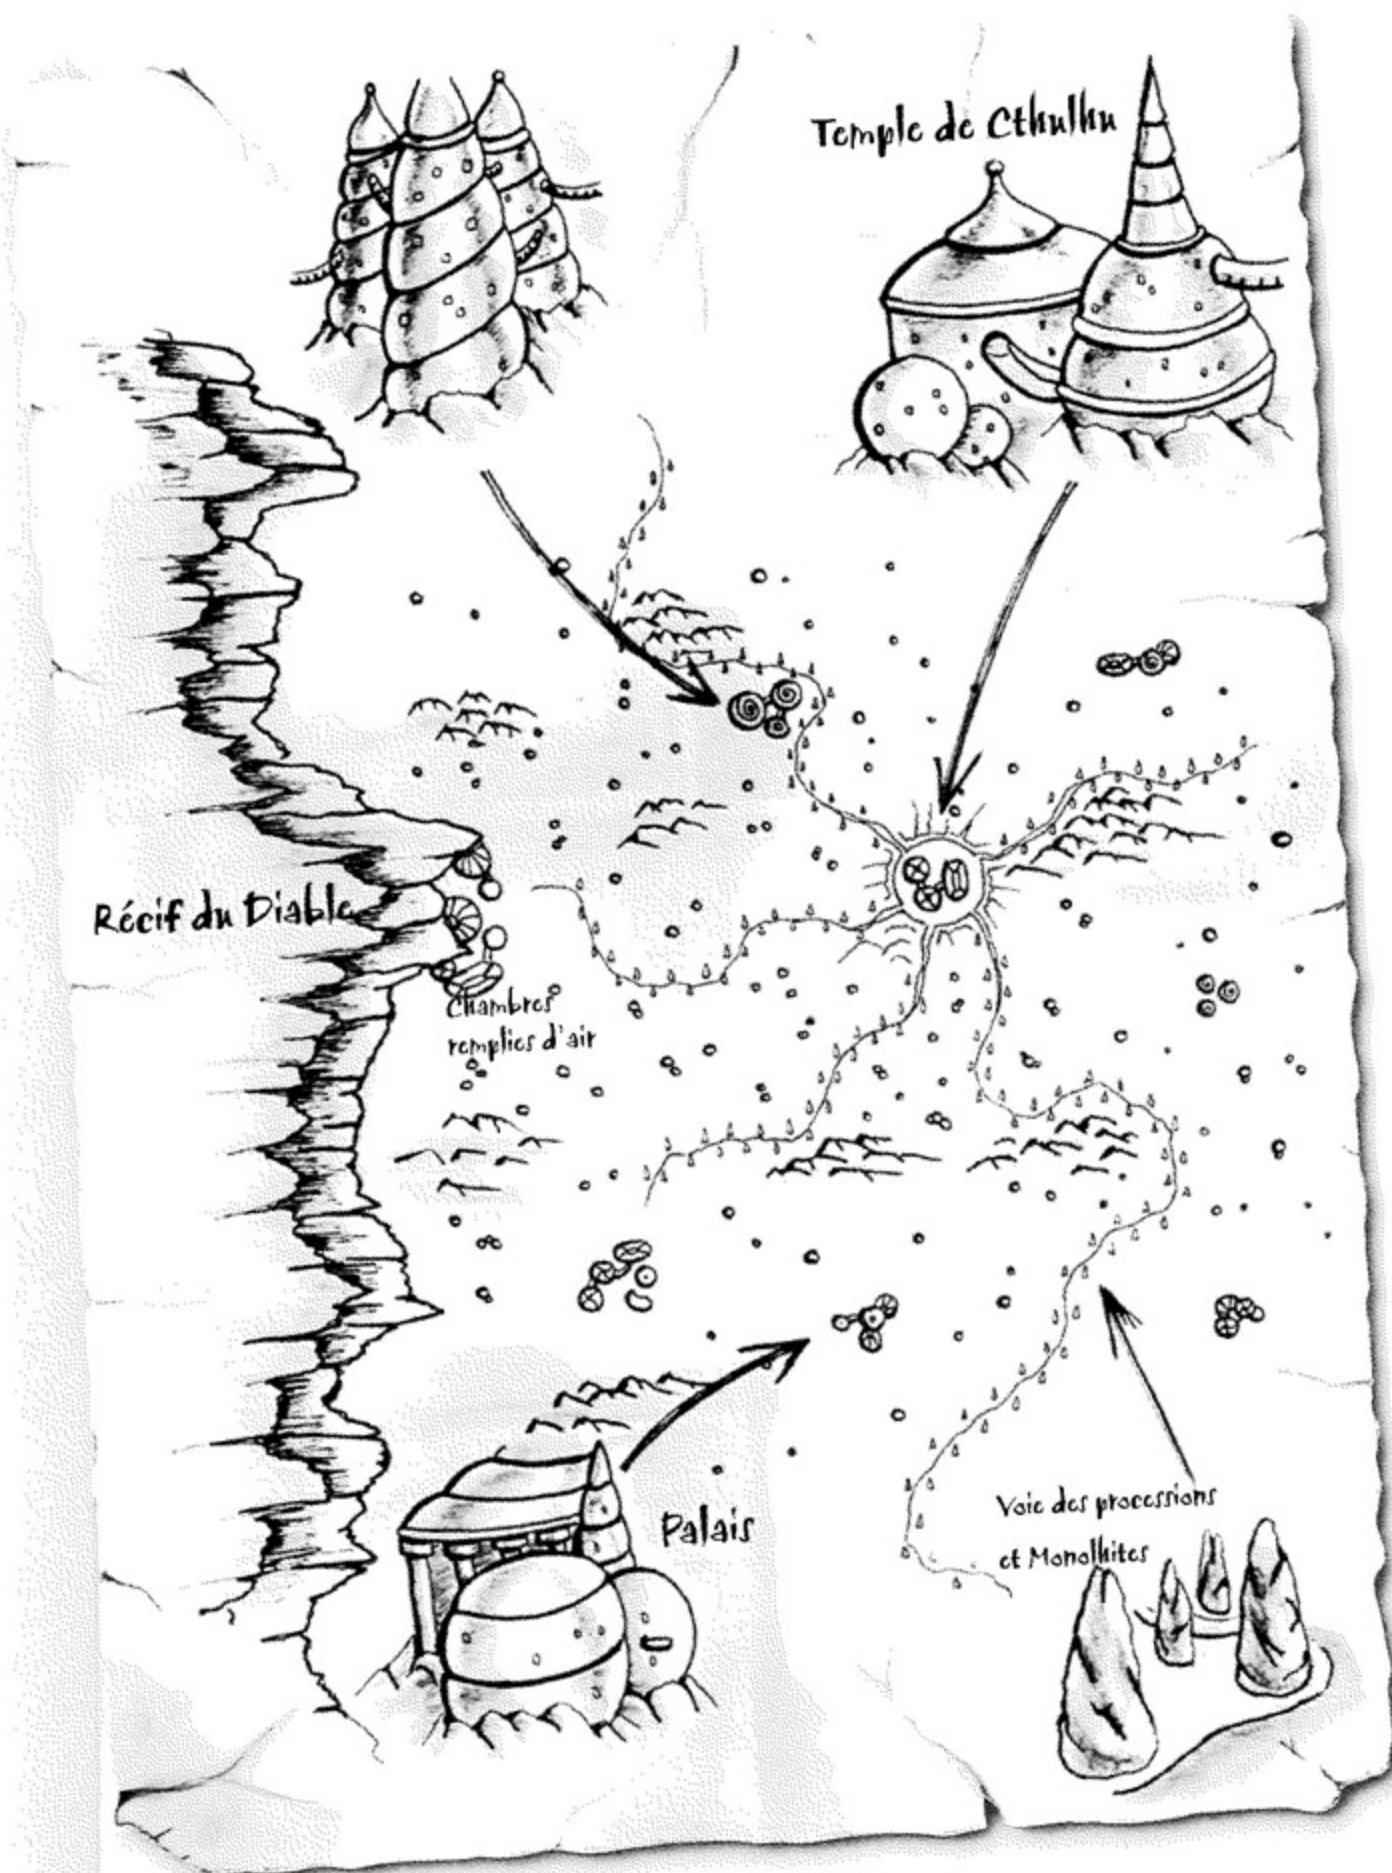 Temple de Cthulhu
Récif du Diable
Chambres
remplies d'air
Palais
Voie des processions
et Monolhites